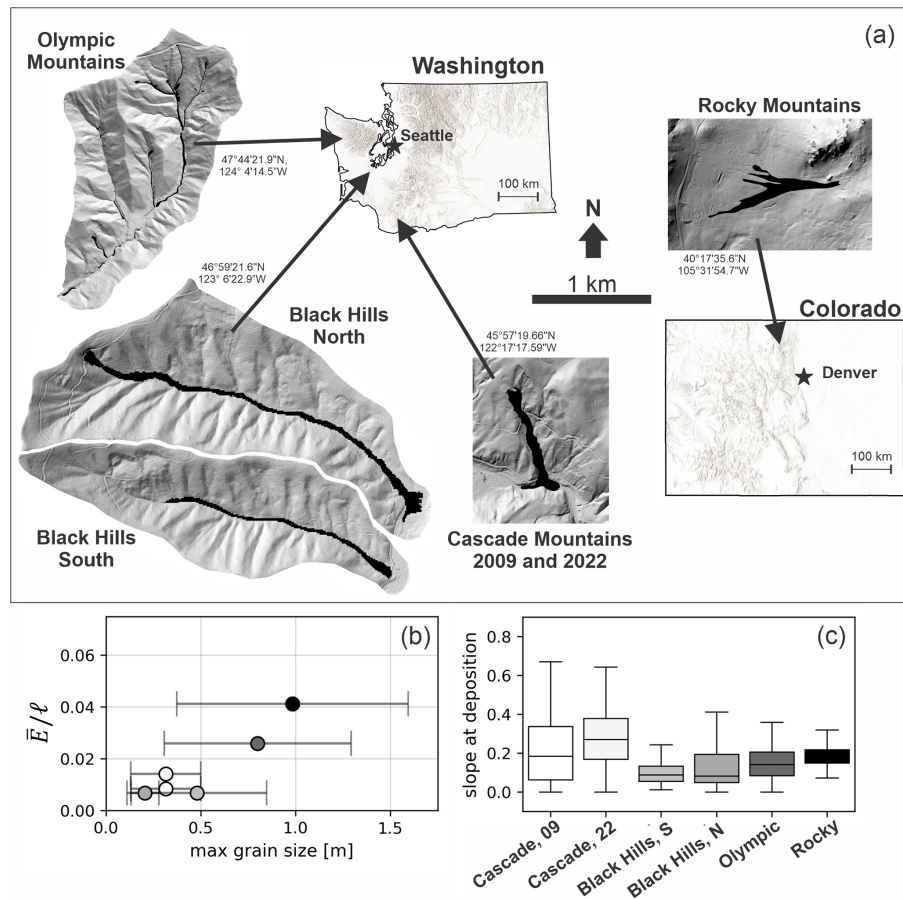 (a)
Olympic
Mountains
Washington
Seattle
47°44'21.9"N,
124° 4'14.5"W
100 km
Rocky Mountains
40°17'35.6"N
105°31'54.7"W
N
1 km
46°59'21.6"N
123° 6'22.9"W
Black Hills
North
45°57'19.66"N
122°17'17.59"W
Colorado
Denver
100 km
Black Hills
South
Cascade Mountains
2009 and 2022
(b)
Ē/ℓ
0.06
0.04
0.02
0.00
0.0 0.5 1.0 1.5
max grain size [m]
(c)
slope at deposition
0.8
0.6
0.4
0.2
0.0
Cascade, 09
Cascade, 22
Black Hills, S
Black Hills, N
Olympic
Rocky